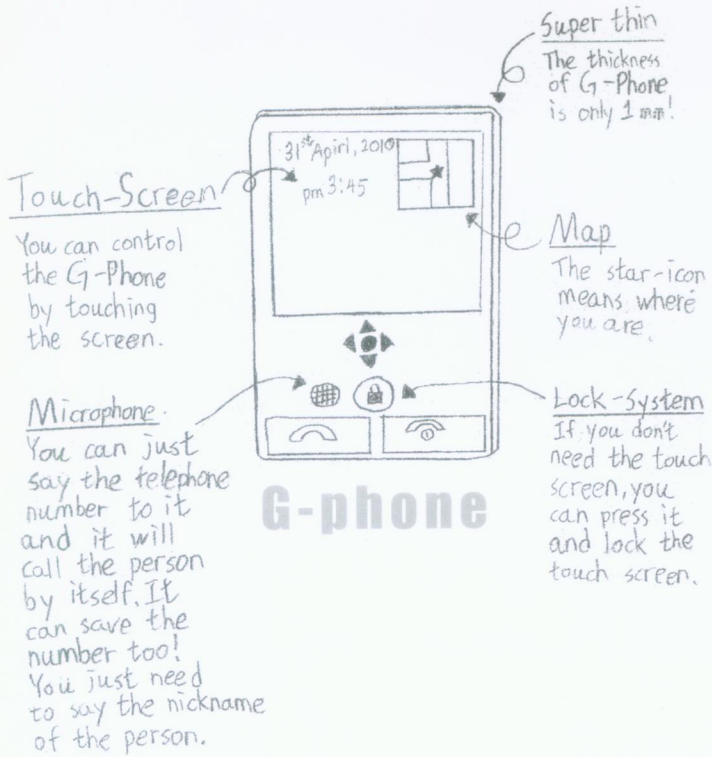 Super thin
The thickness
of G-Phone
is only 1 mm!
31st Apirl, 2010
pm 3:45
Touch-Screen
You can control
the G-Phone
by touching
the screen.
Map
The star-icon
means where
you are.
Microphone.
You can just
say the telephone
number to it
and it will
call the person
by itself. It
can save the
number too!
You just need
to say the nickname
of the person.
Lock-System
If you don't
need the touch
screen, you
can press it
and lock the
touch screen.
G-phone